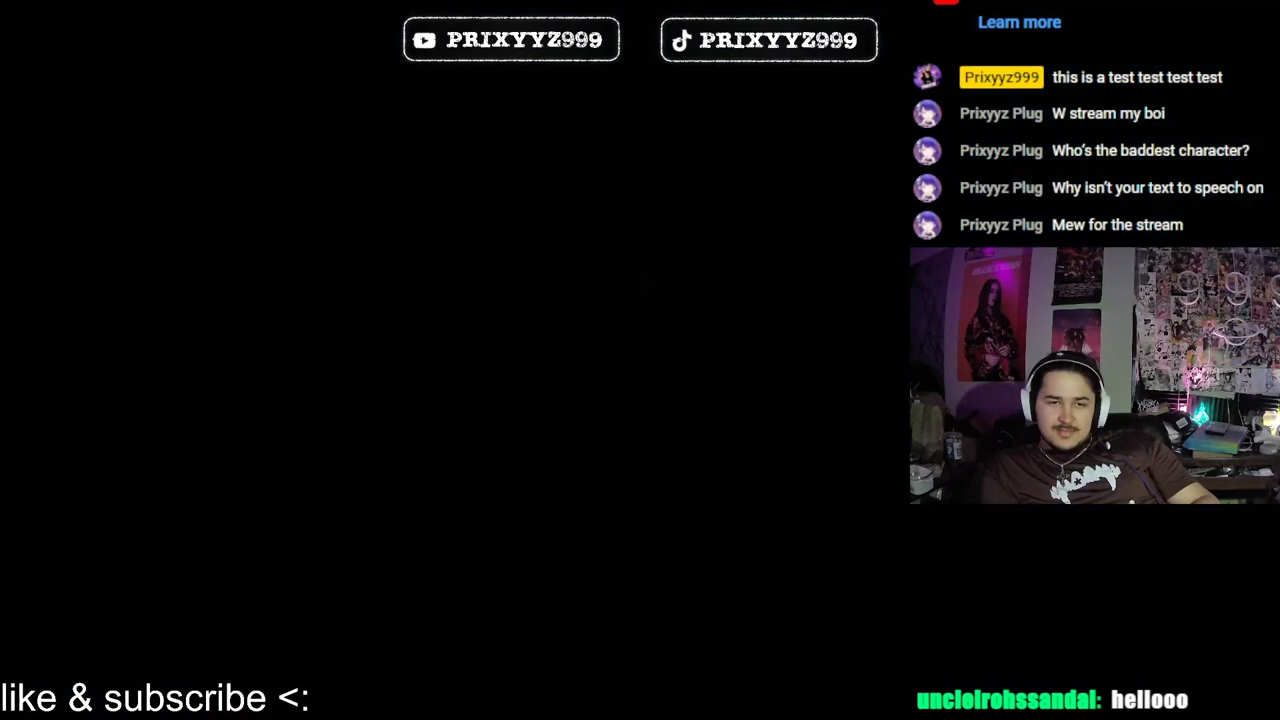 PRIXYYZ999
PRIXYYZ999
Learn more
Prixyyz999 this is a test test test test
Prixyyz Plug W stream my boi
Prixyyz Plug Who's the baddest character?
Prixyyz Plug Why isn't your text to speech on
Prixyyz Plug Mew for the stream
999
like & subscribe <:
unclelrohssandal: hellooo